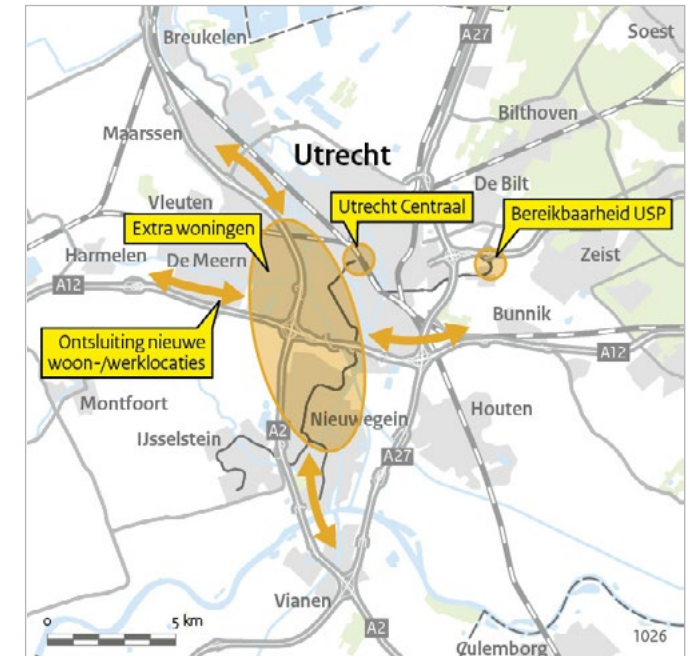 Breukelen
A27
Soest
Bilthoven
Maarssen
Utrecht
De Bilt
Vleuten
Utrecht Centraal
Bereikbaarheid USP
Extra woningen
Harmelen
De Meern
Zeist
A12
Bunnik
Ontsluiting nieuwe
woon-/werklocaties
A12
Montfoort
Nieuwegein
Houten
IJsselstein
A2
A27
Vianen
0
5 km
A2
1026
Culemborg